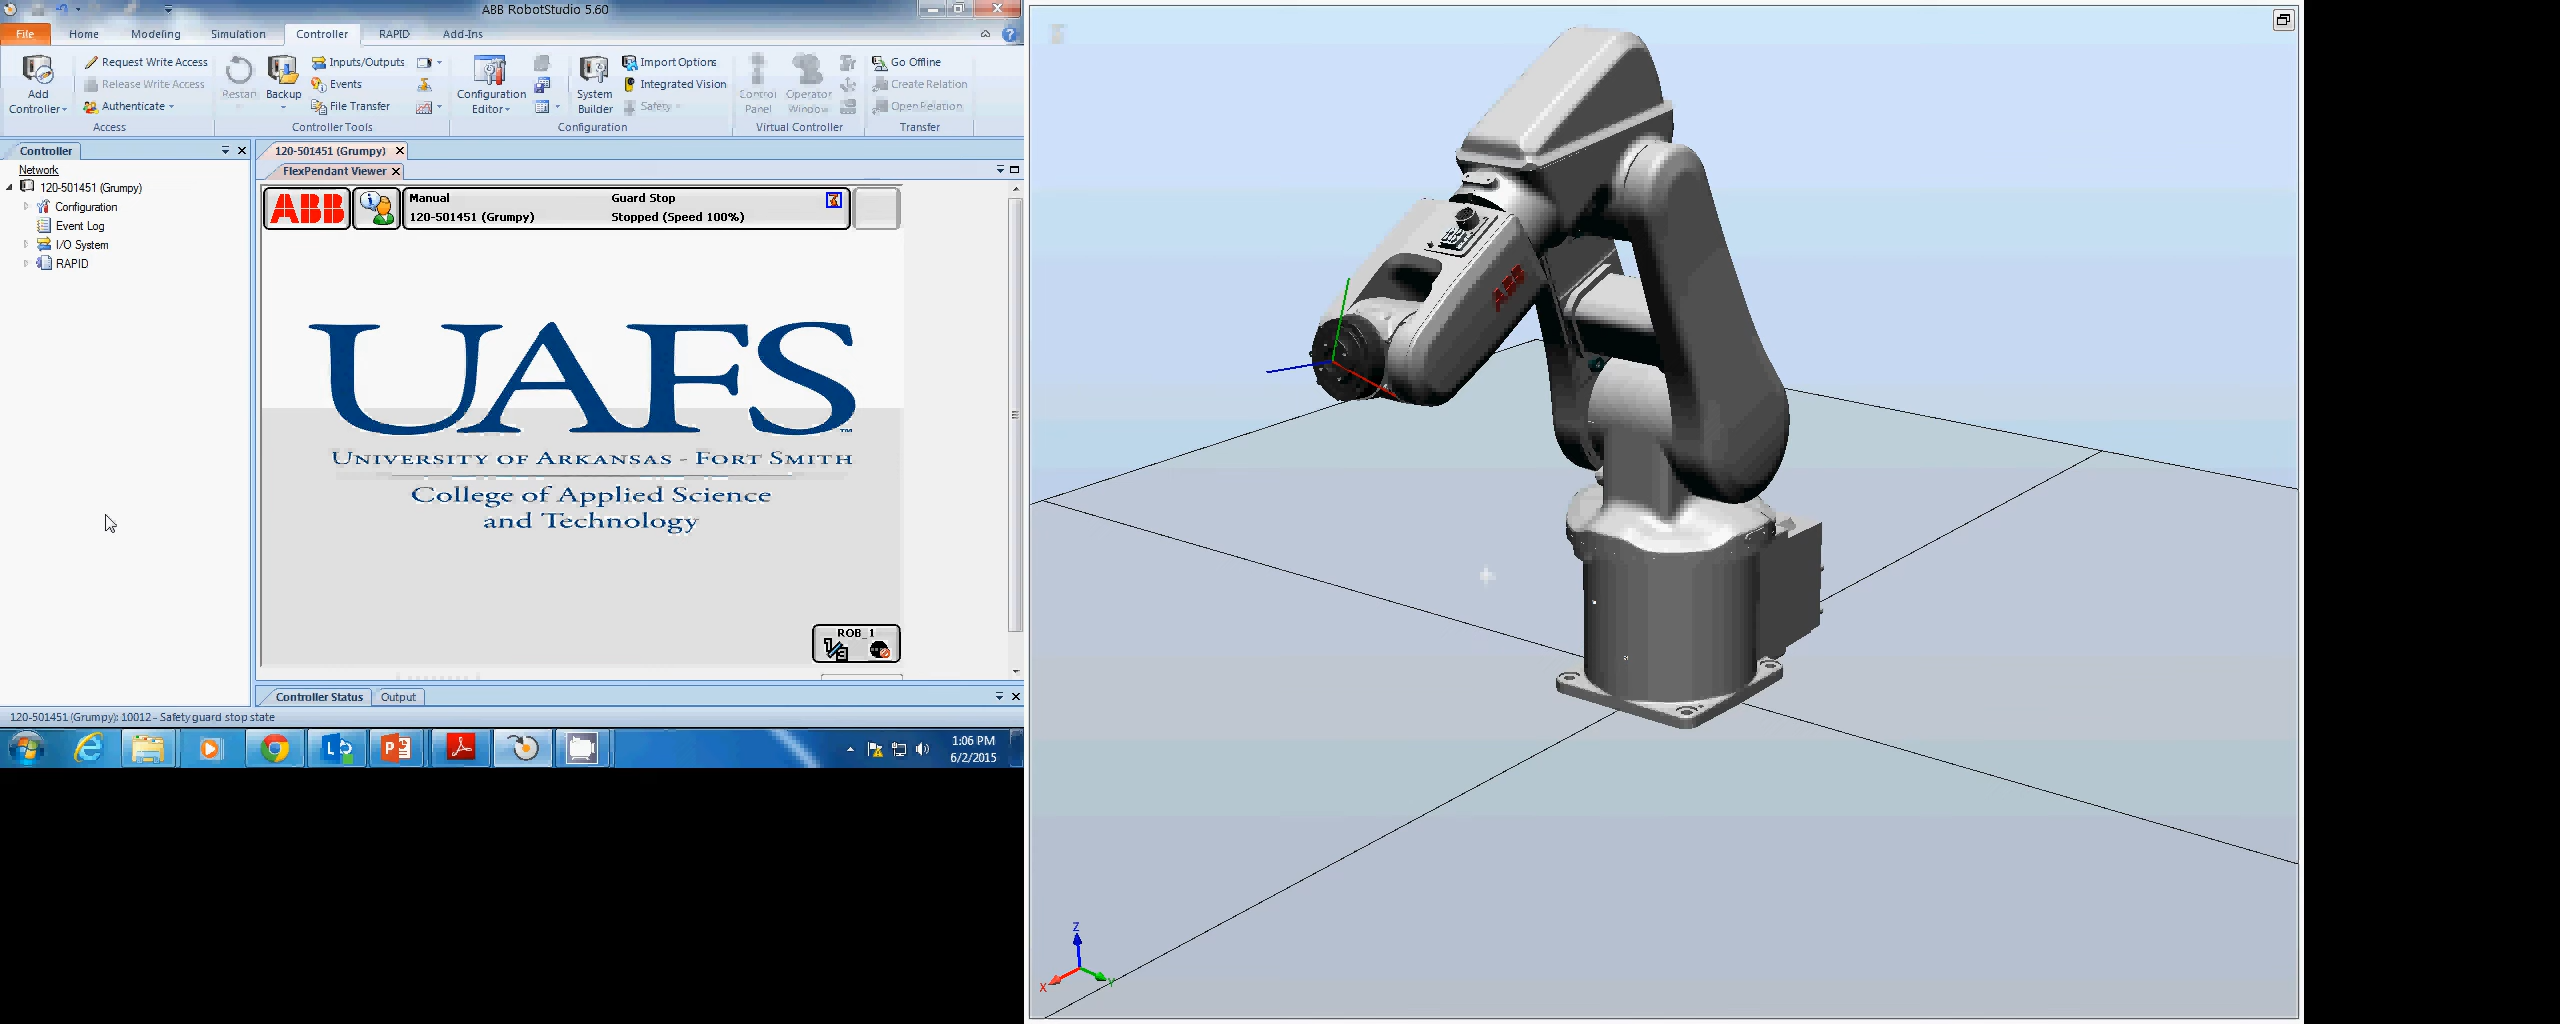 ABB RobotStudio 5.60
File Home Modeling Simulation Controller RAPID Add-Ins
Add Controller
Request Write Access
Release Write Access
Authenticate
Access
Restart
Backup
Inputs/Outputs
Events
File Transfer
Controller Tools
Configuration Editor
System Builder
Import Options
Integrated Vision
Safety
Configuration
Control Panel
Operator Window
Virtual Controller
Go Offline
Create Relation
Open Relation
Transfer
Controller
Network
120-501451 (Grumpy)
Configuration
Event Log
I/O System
RAPID
120-501451 (Grumpy)
FlexPendant Viewer
ABB
Manual Guard Stop
120-501451 (Grumpy) Stopped (Speed 100%)
UAFS
™
UNIVERSITY OF ARKANSAS - FORT SMITH
College of Applied Science
and Technology
ROB_1
Controller Status Output
120-501451 (Grumpy): 10012 - Safety guard stop state
1:06 PM
6/2/2015
ABB
Z
X
Y